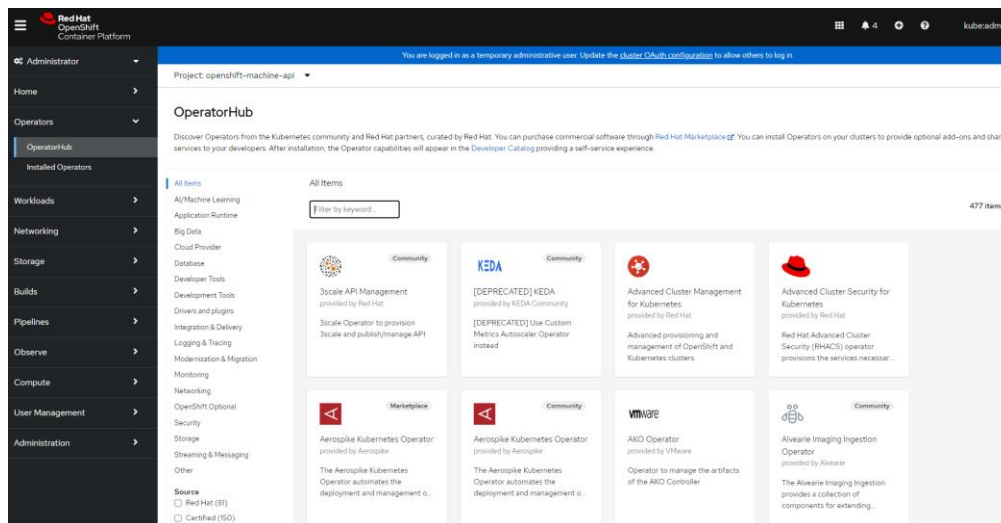 Red Hat
OpenShift
Container Platform
4
kube:adm
Administrator
You are logged in as a temporary administrative user. Update the cluster OAuth configuration to allow others to log in.
Project: openshift-machine-api
Home
Operators
OperatorHub
Installed Operators
Workloads
Networking
Storage
Builds
Pipelines
Observe
Compute
User Management
Administration
OperatorHub
Discover Operators from the Kubernetes community and Red Hat partners, curated by Red Hat. You can purchase commercial software through Red Hat Marketplace. You can install Operators on your clusters to provide optional add-ons and shar
services to your developers. After installation, the Operator capabilities will appear in the Developer Catalog providing a self-service experience.
All Items
AI/Machine Learning
Application Runtime
Big Data
Cloud Provider
Database
Developer Tools
Development Tools
Drivers and plugins
Integration & Delivery
Logging & Tracing
Modernization & Migration
Monitoring
Networking
OpenShift Optional
Security
Storage
Streaming & Messaging
Other
Source
Red Hat (81)
Certified (150)
All Items
Filter by keyword...
477 item
Community
3scale API Management
provided by Red Hat
3scale Operator to provision
3scale and publish/manage API
KEDA
Community
[DEPRECATED] KEDA
provided by KEDA Community
[DEPRECATED] Use Custom
Metrics Autoscaler Operator
instead
Advanced Cluster Management
for Kubernetes
provided by Red Hat
Advanced provisioning and
management of OpenShift and
Kubernetes clusters
Advanced Cluster Security for
Kubernetes
provided by Red Hat
Red Hat Advanced Cluster
Security (RHACS) operator
provisions the services necessar...
Marketplace
Aerospike Kubernetes Operator
provided by Aerospike
The Aerospike Kubernetes
Operator automates the
deployment and management o...
Community
Aerospike Kubernetes Operator
provided by Aerospike
The Aerospike Kubernetes
Operator automates the
deployment and management o...
vmware
AKO Operator
provided by VMware
Operator to manage the artifacts
of the AKO Controller
Community
Alvearie Imaging Ingestion
Operator
provided by Alvearie
The Alvearie Imaging Ingestion
provides a collection of
components for extending...